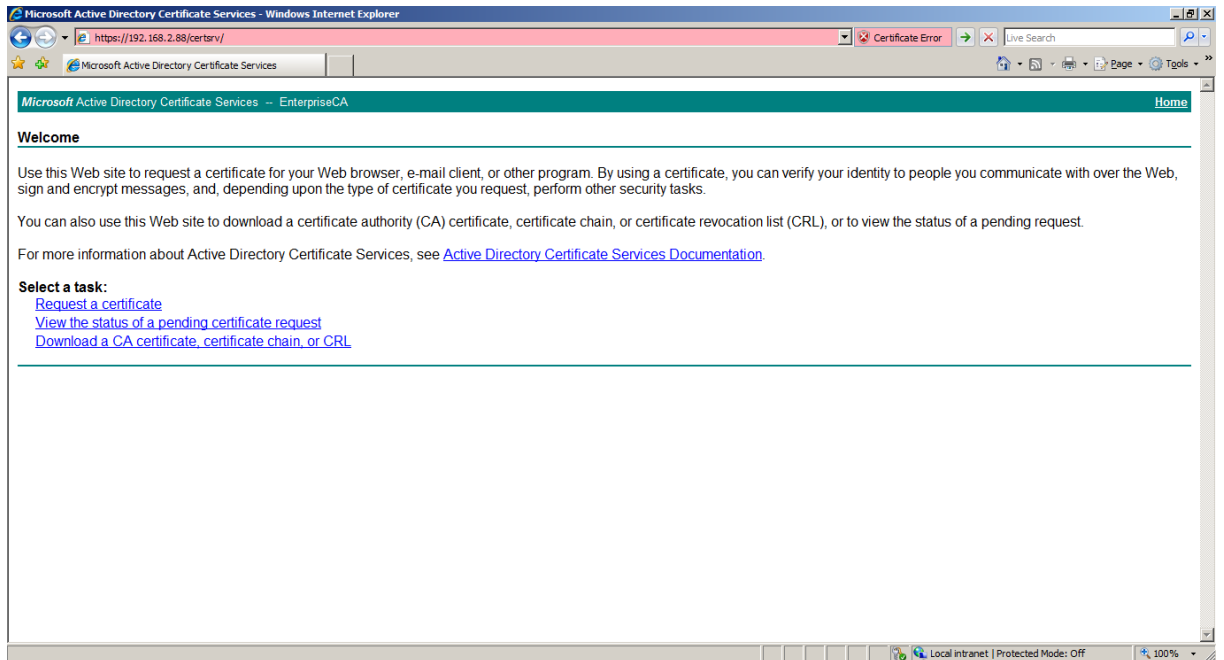 Microsoft Active Directory Certificate Services - Windows Internet Explorer
https://192.168.2.88/certsrv/
Certificate Error
Live Search
Microsoft Active Directory Certificate Services
Page
Tools
Microsoft Active Directory Certificate Services -- EnterpriseCA
Home
Welcome
Use this Web site to request a certificate for your Web browser, e-mail client, or other program. By using a certificate, you can verify your identity to people you communicate with over the Web,
sign and encrypt messages, and, depending upon the type of certificate you request, perform other security tasks.
You can also use this Web site to download a certificate authority (CA) certificate, certificate chain, or certificate revocation list (CRL), or to view the status of a pending request.
For more information about Active Directory Certificate Services, see Active Directory Certificate Services Documentation.
Select a task:
Request a certificate
View the status of a pending certificate request
Download a CA certificate, certificate chain, or CRL
Local intranet | Protected Mode: Off
100%